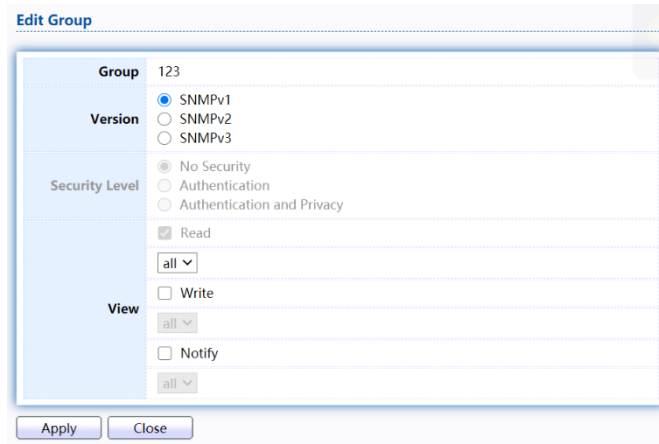 Edit Group
Group 123
Version
SNMPv1
SNMPv2
SNMPv3
Security Level
No Security
Authentication
Authentication and Privacy
View
Read
all
Write
all
Notify
all
Apply Close